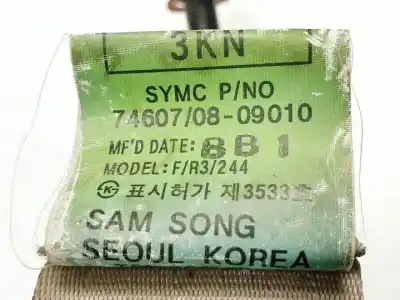 3KN
SYMC P/NO
74607/08-09010
MF'D DATE: BB1
MODEL: F/R3/244
K 표시허가 제3533호
SAM SONG
SEOUL KOREA